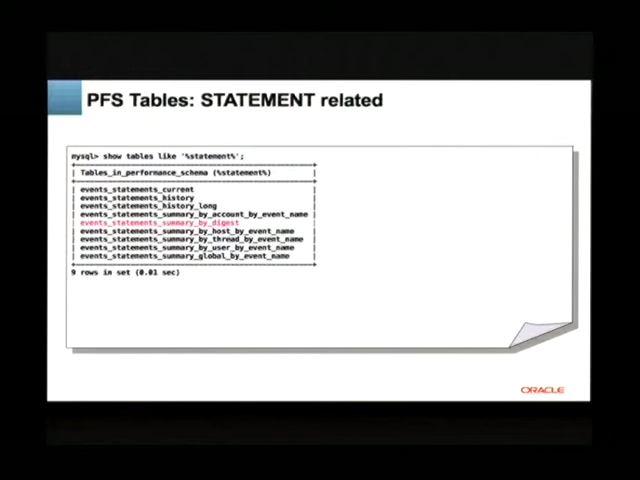 PFS Tables: STATEMENT related
mysql> show tables like '%statement%';
+----------------------------------------------------+
| Tables_in_performance_schema (%statement%) |
+----------------------------------------------------+
| events_statements_current |
| events_statements_history |
| events_statements_history_long |
| events_statements_summary_by_account_by_event_name |
| events_statements_summary_by_digest |
| events_statements_summary_by_host_by_event_name |
| events_statements_summary_by_thread_by_event_name |
| events_statements_summary_by_user_by_event_name |
| events_statements_summary_global_by_event_name |
+----------------------------------------------------+
9 rows in set (0.01 sec)
ORACLE